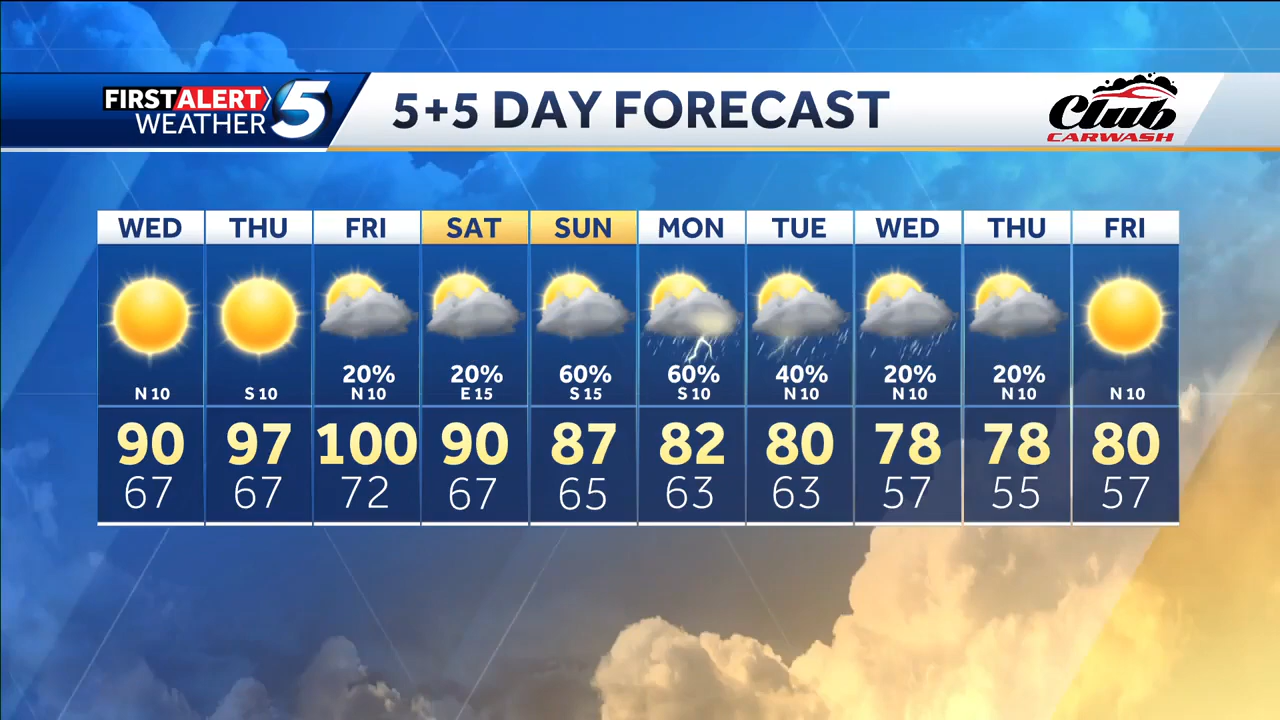 FIRST ALERT 5
WEATHER
5+5 DAY FORECAST
Club
CARWASH
WED THU FRI SAT SUN MON TUE WED THU FRI
20% 20% 60% 60% 40% 20% 20%
N 10 S 10 N 10 E 15 S 15 S 10 N 10 N 10 N 10 N 10
90 97 100 90 87 82 80 78 78 80
67 67 72 67 65 63 63 57 55 57